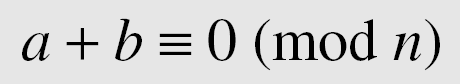 a + b ≡ 0 (mod n)